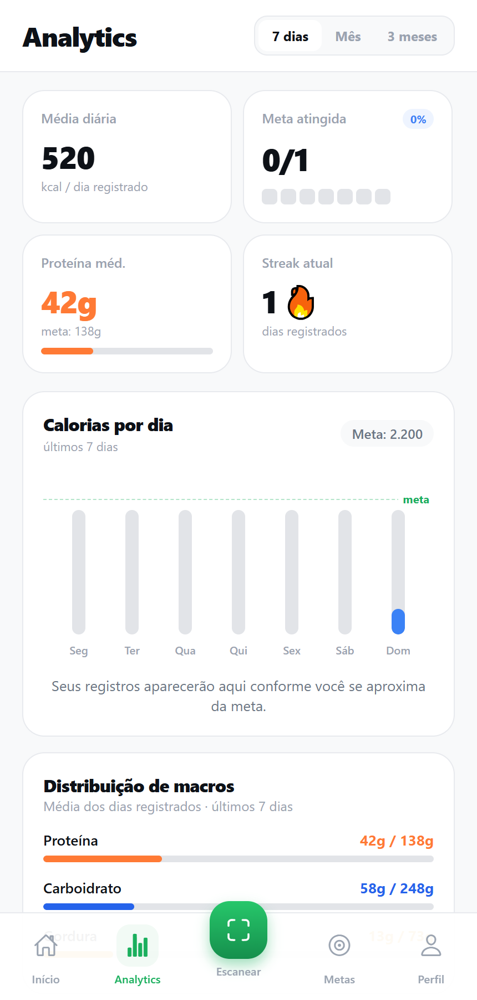 Analytics
7 dias
Mês
3 meses
Média diária
520
kcal / dia registrado
Meta atingida
0%
0/1
Proteína méd.
42g
meta: 138g
Streak atual
1 🔥
dias registrados
Calorias por dia
últimos 7 dias
Meta: 2.200
meta
Seg
Ter
Qua
Qui
Sex
Sáb
Dom
Seus registros aparecerão aqui conforme você se aproxima
da meta.
Distribuição de macros
Média dos dias registrados · últimos 7 dias
Proteína
42g / 138g
Carboidrato
58g / 248g
Gordura
Início
Analytics
Escanear
Metas
Perfil